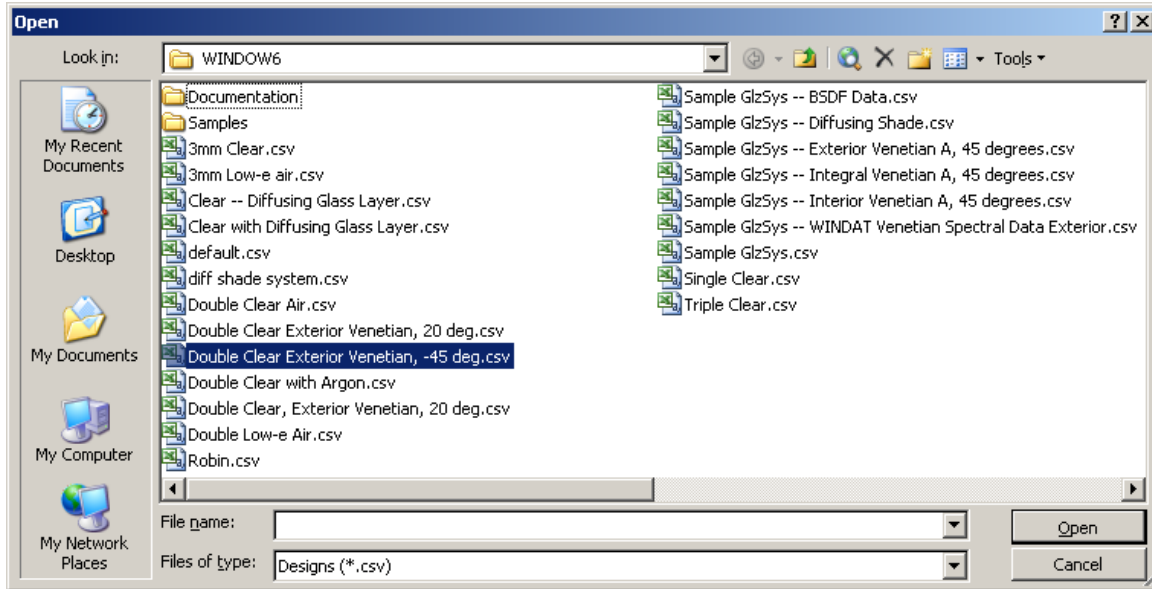 Open
Look in:
WINDOW6
Tools
My Recent
Documents
Desktop
My Documents
My Computer
My Network
Places
Documentation
Samples
3mm Clear.csv
3mm Low-e air.csv
Clear -- Diffusing Glass Layer.csv
Clear with Diffusing Glass Layer.csv
default.csv
diff shade system.csv
Double Clear Air.csv
Double Clear Exterior Venetian, 20 deg.csv
Double Clear Exterior Venetian, -45 deg.csv
Double Clear with Argon.csv
Double Clear, Exterior Venetian, 20 deg.csv
Double Low-e Air.csv
Robin.csv
Sample GlzSys -- BSDF Data.csv
Sample GlzSys -- Diffusing Shade.csv
Sample GlzSys -- Exterior Venetian A, 45 degrees.csv
Sample GlzSys -- Integral Venetian A, 45 degrees.csv
Sample GlzSys -- Interior Venetian A, 45 degrees.csv
Sample GlzSys -- WINDAT Venetian Spectral Data Exterior.csv
Sample GlzSys.csv
Single Clear.csv
Triple Clear.csv
File name:
Open
Files of type:
Designs (*.csv)
Cancel